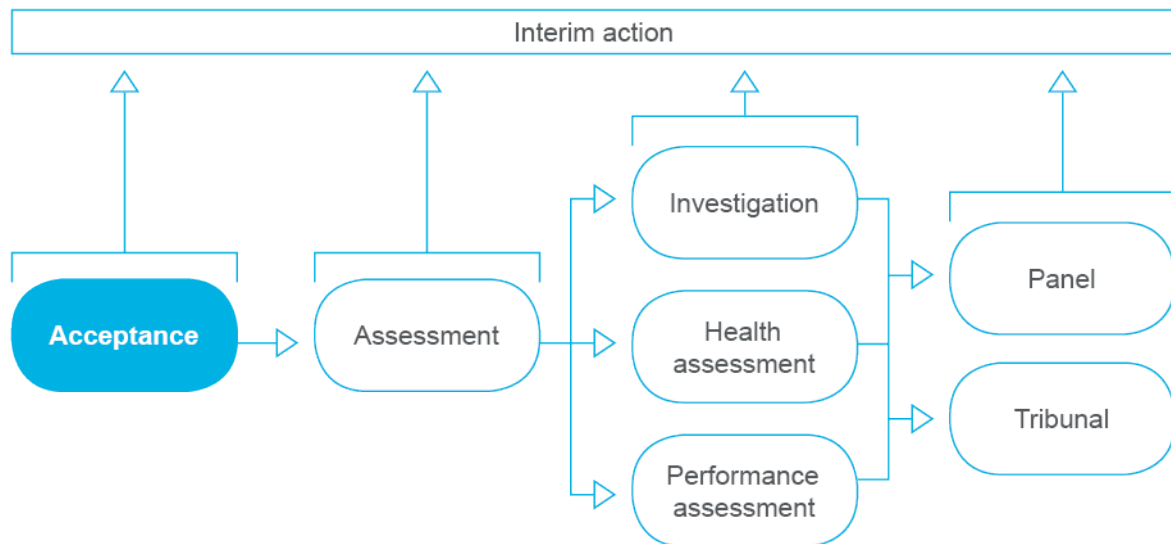 Interim action
Acceptance
Assessment
Investigation
Health
assessment
Performance
assessment
Panel
Tribunal